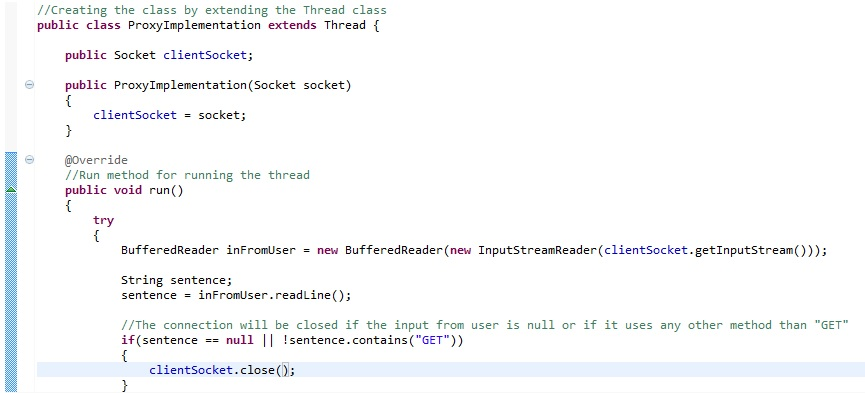 //Creating the class by extending the Thread class
public class ProxyImplementation extends Thread {
public Socket clientSocket;
public ProxyImplementation(Socket socket)
{
clientSocket = socket;
}
@Override
//Run method for running the thread
public void run()
{
try
{
BufferedReader inFromUser = new BufferedReader(new InputStreamReader(clientSocket.getInputStream()));
String sentence;
sentence = inFromUser.readLine();
//The connection will be closed if the input from user is null or if it uses any other method than "GET"
if(sentence == null || !sentence.contains("GET"))
{
clientSocket.close();
}